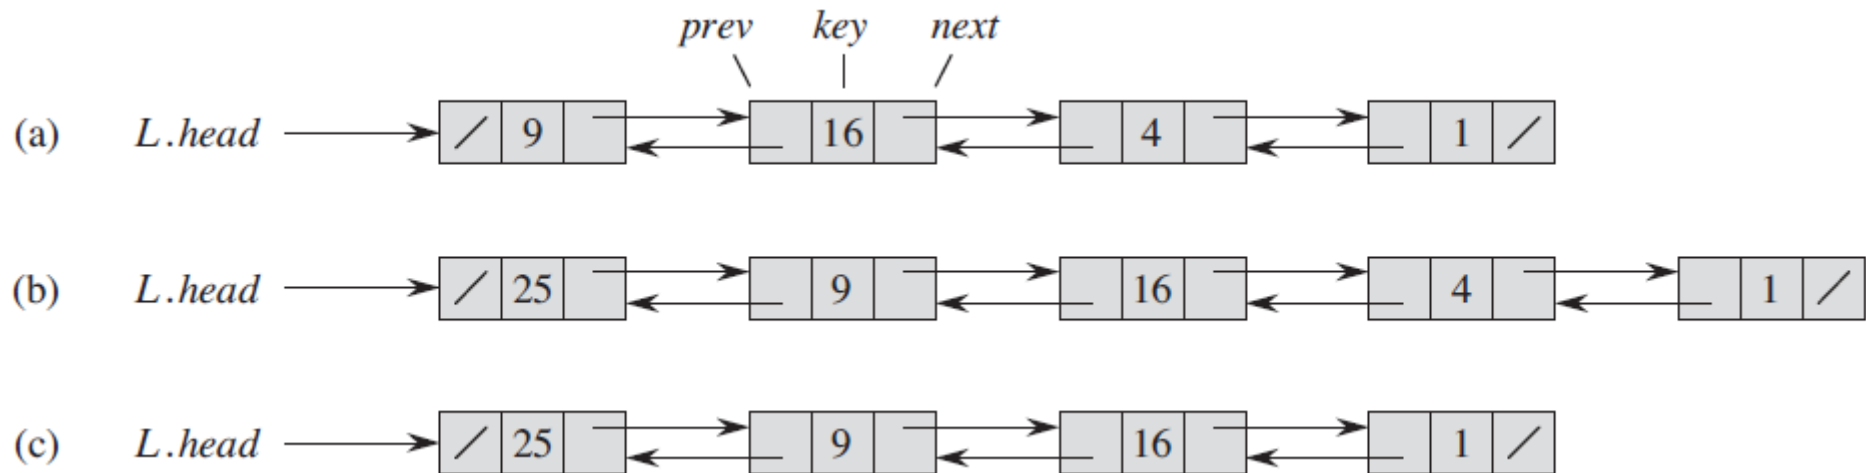 prev key next
(a) L.head / 9 16 4 1 /
(b) L.head / 25 9 16 4 1 /
(c) L.head / 25 9 16 1 /